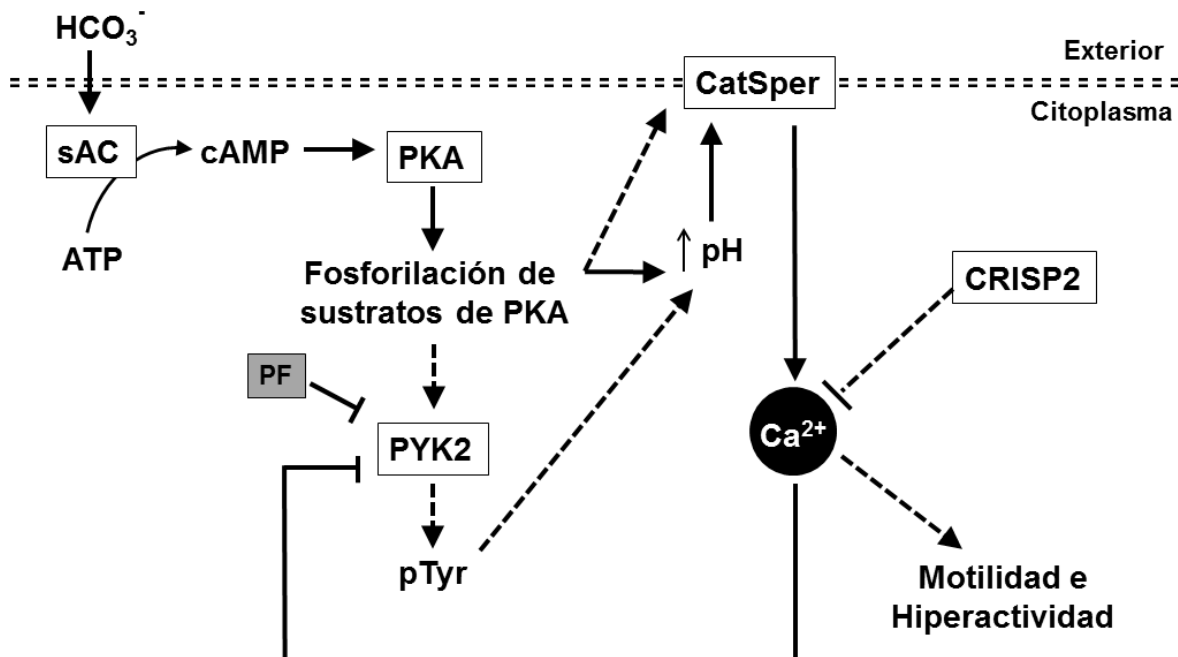 HCO₃⁻
Exterior
CatSper
Citoplasma
sAC
cAMP
PKA
ATP
↑ pH
Fosforilación de
sustratos de PKA
CRISP2
PF
PYK2
Ca²⁺
pTyr
Motilidad e
Hiperactividad